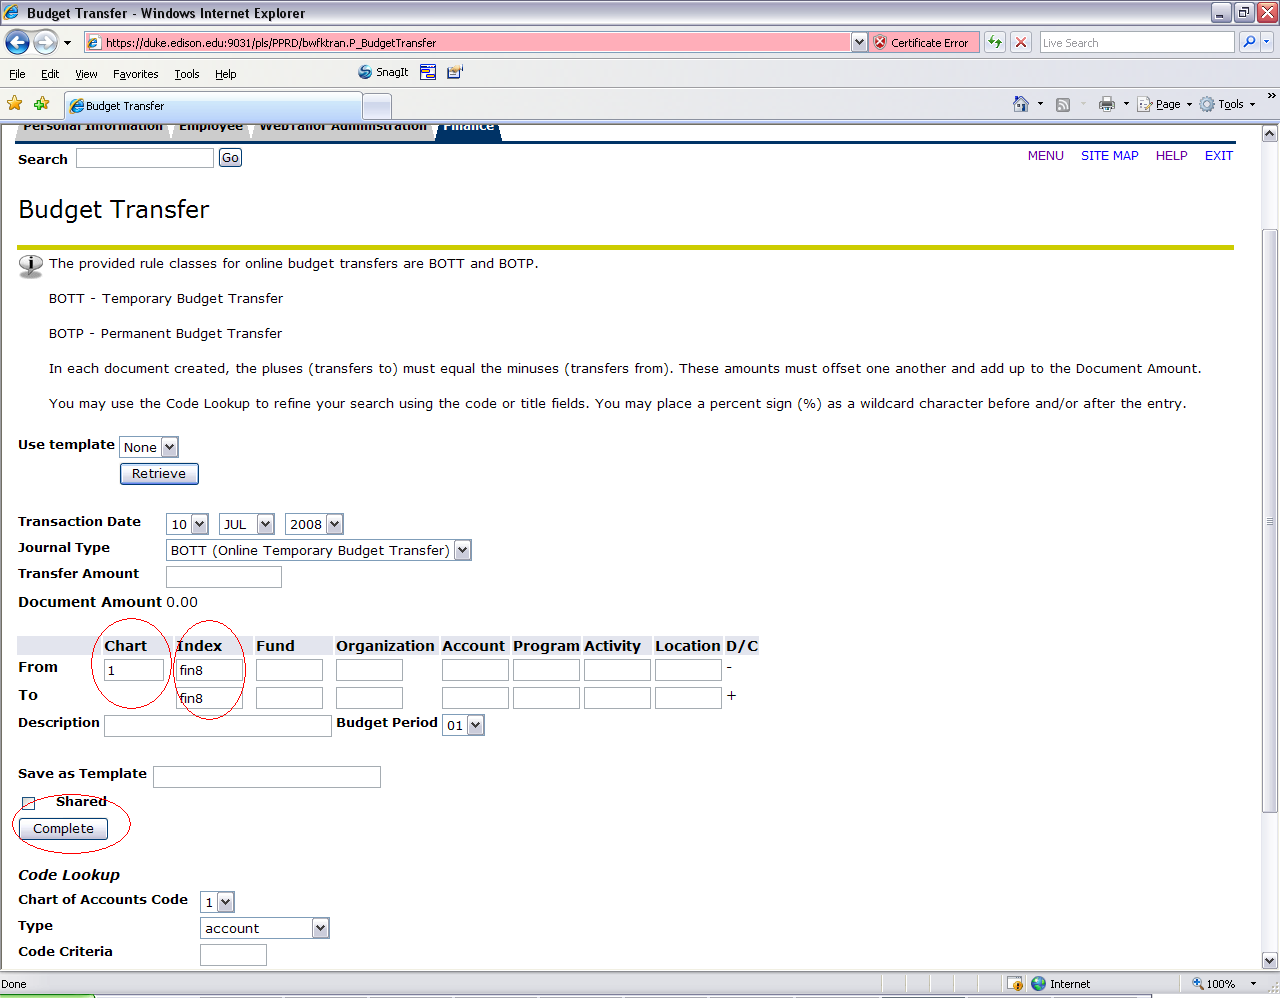 Budget Transfer - Windows Internet Explorer
https://duke.edison.edu:9031/pls/PPRD/bwfktran.P_BudgetTransfer Certificate Error Live Search
File Edit View Favorites Tools Help SnagIt
Budget Transfer Page Tools
Personal Information Employee WebTailor Administration Finance
Search Go MENU SITE MAP HELP EXIT
Budget Transfer
The provided rule classes for online budget transfers are BOTT and BOTP.
BOTT - Temporary Budget Transfer
BOTP - Permanent Budget Transfer
In each document created, the pluses (transfers to) must equal the minuses (transfers from). These amounts must offset one another and add up to the Document Amount.
You may use the Code Lookup to refine your search using the code or title fields. You may place a percent sign (%) as a wildcard character before and/or after the entry.
Use template None
Retrieve
Transaction Date 10 JUL 2008
Journal Type BOTT (Online Temporary Budget Transfer)
Transfer Amount
Document Amount 0.00
Chart Index Fund Organization Account Program Activity Location D/C
From 1 fin8 -
To fin8 +
Description Budget Period 01
Save as Template
Shared
Complete
Code Lookup
Chart of Accounts Code 1
Type account
Code Criteria
Done Internet 100%